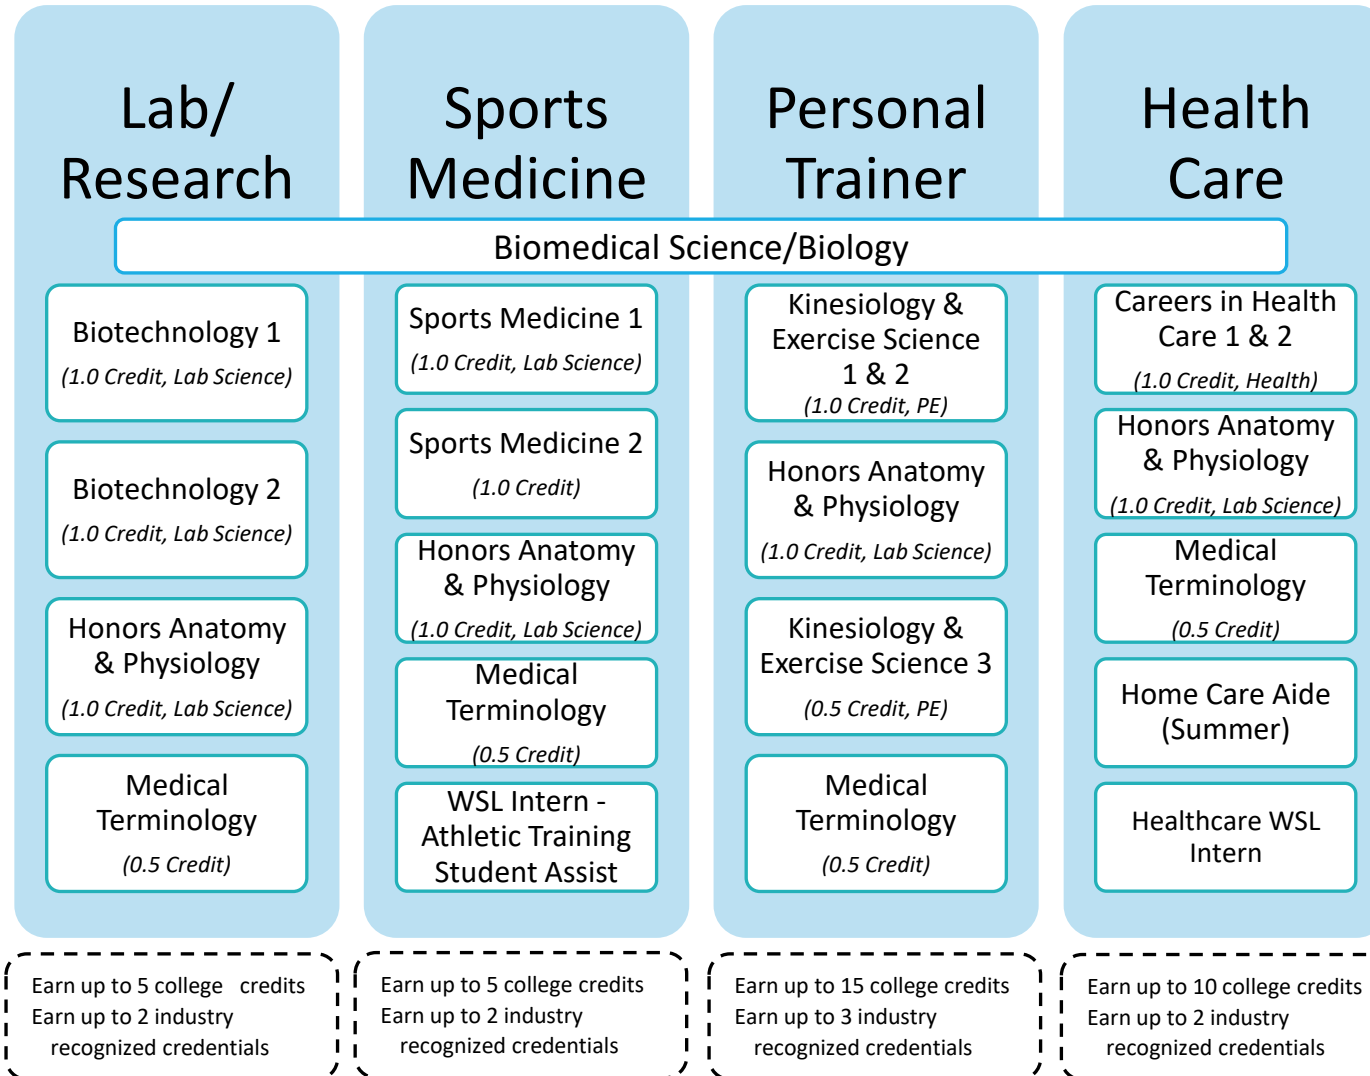 Lab/
Research
Sports
Medicine
Personal
Trainer
Health
Care
Biomedical Science/Biology
Biotechnology 1
(1.0 Credit, Lab Science)
Biotechnology 2
(1.0 Credit, Lab Science)
Honors Anatomy
& Physiology
(1.0 Credit, Lab Science)
Medical
Terminology
(0.5 Credit)
Sports Medicine 1
(1.0 Credit, Lab Science)
Sports Medicine 2
(1.0 Credit)
Honors Anatomy
& Physiology
(1.0 Credit, Lab Science)
Medical
Terminology
(0.5 Credit)
WSL Intern -
Athletic Training
Student Assist
Kinesiology &
Exercise Science
1 & 2
(1.0 Credit, PE)
Honors Anatomy
& Physiology
(1.0 Credit, Lab Science)
Kinesiology &
Exercise Science 3
(0.5 Credit, PE)
Medical
Terminology
(0.5 Credit)
Careers in Health
Care 1 & 2
(1.0 Credit, Health)
Honors Anatomy
& Physiology
(1.0 Credit, Lab Science)
Medical
Terminology
(0.5 Credit)
Home Care Aide
(Summer)
Healthcare WSL
Intern
Earn up to 5 college credits
Earn up to 2 industry
recognized credentials
Earn up to 5 college credits
Earn up to 2 industry
recognized credentials
Earn up to 15 college credits
Earn up to 3 industry
recognized credentials
Earn up to 10 college credits
Earn up to 2 industry
recognized credentials